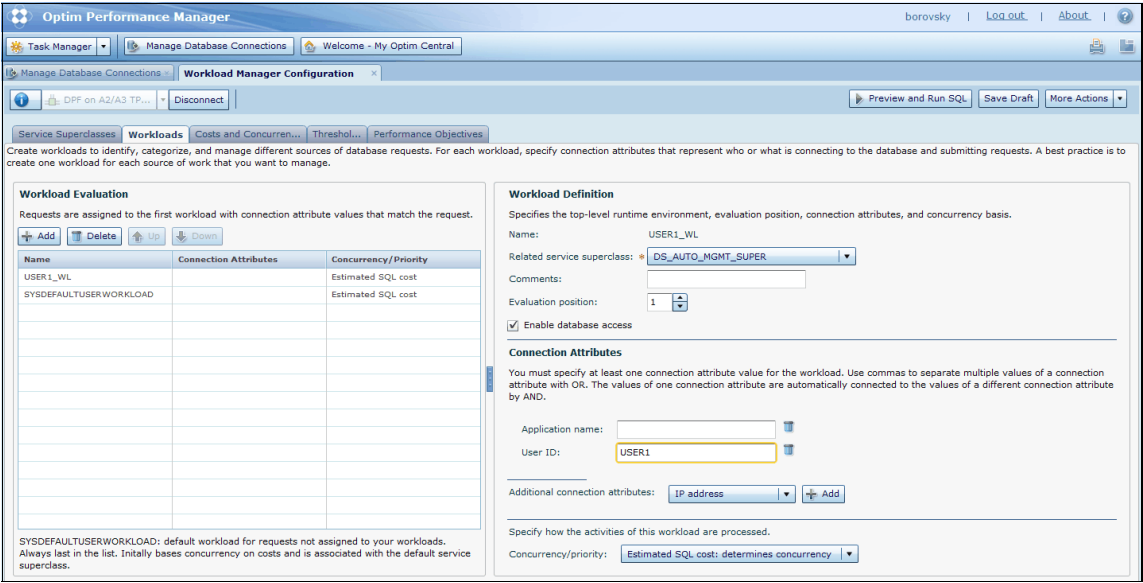 Optim Performance Manager
borovsky | Log out | About | ?
Task Manager Manage Database Connections Welcome - My Optim Central
Manage Database Connections × Workload Manager Configuration ×
DPF on A2/A3 TP... Disconnect Preview and Run SQL Save Draft More Actions
Service Superclasses Workloads Costs and Concurren... Threshol... Performance Objectives
Create workloads to identify, categorize, and manage different sources of database requests. For each workload, specify connection attributes that represent who or what is connecting to the database and submitting requests. A best practice is to
create one workload for each source of work that you want to manage.
Workload Evaluation
Requests are assigned to the first workload with connection attribute values that match the request.
Add Delete Up Down
Name Connection Attributes Concurrency/Priority
USER1_WL Estimated SQL cost
SYSDEFAULTUSERWORKLOAD Estimated SQL cost
SYSDEFAULTUSERWORKLOAD: default workload for requests not assigned to your workloads.
Always last in the list. Initally bases concurrency on costs and is associated with the default service
superclass.
Workload Definition
Specifies the top-level runtime environment, evaluation position, connection attributes, and concurrency basis.
Name: USER1_WL
Related service superclass: * DS_AUTO_MGMT_SUPER
Comments:
Evaluation position: 1
Enable database access
Connection Attributes
You must specify at least one connection attribute value for the workload. Use commas to separate multiple values of a connection
attribute with OR. The values of one connection attribute are automatically connected to the values of a different connection attribute
by AND.
Application name:
User ID: USER1
Additional connection attributes: IP address Add
Specify how the activities of this workload are processed.
Concurrency/priority: Estimated SQL cost: determines concurrency